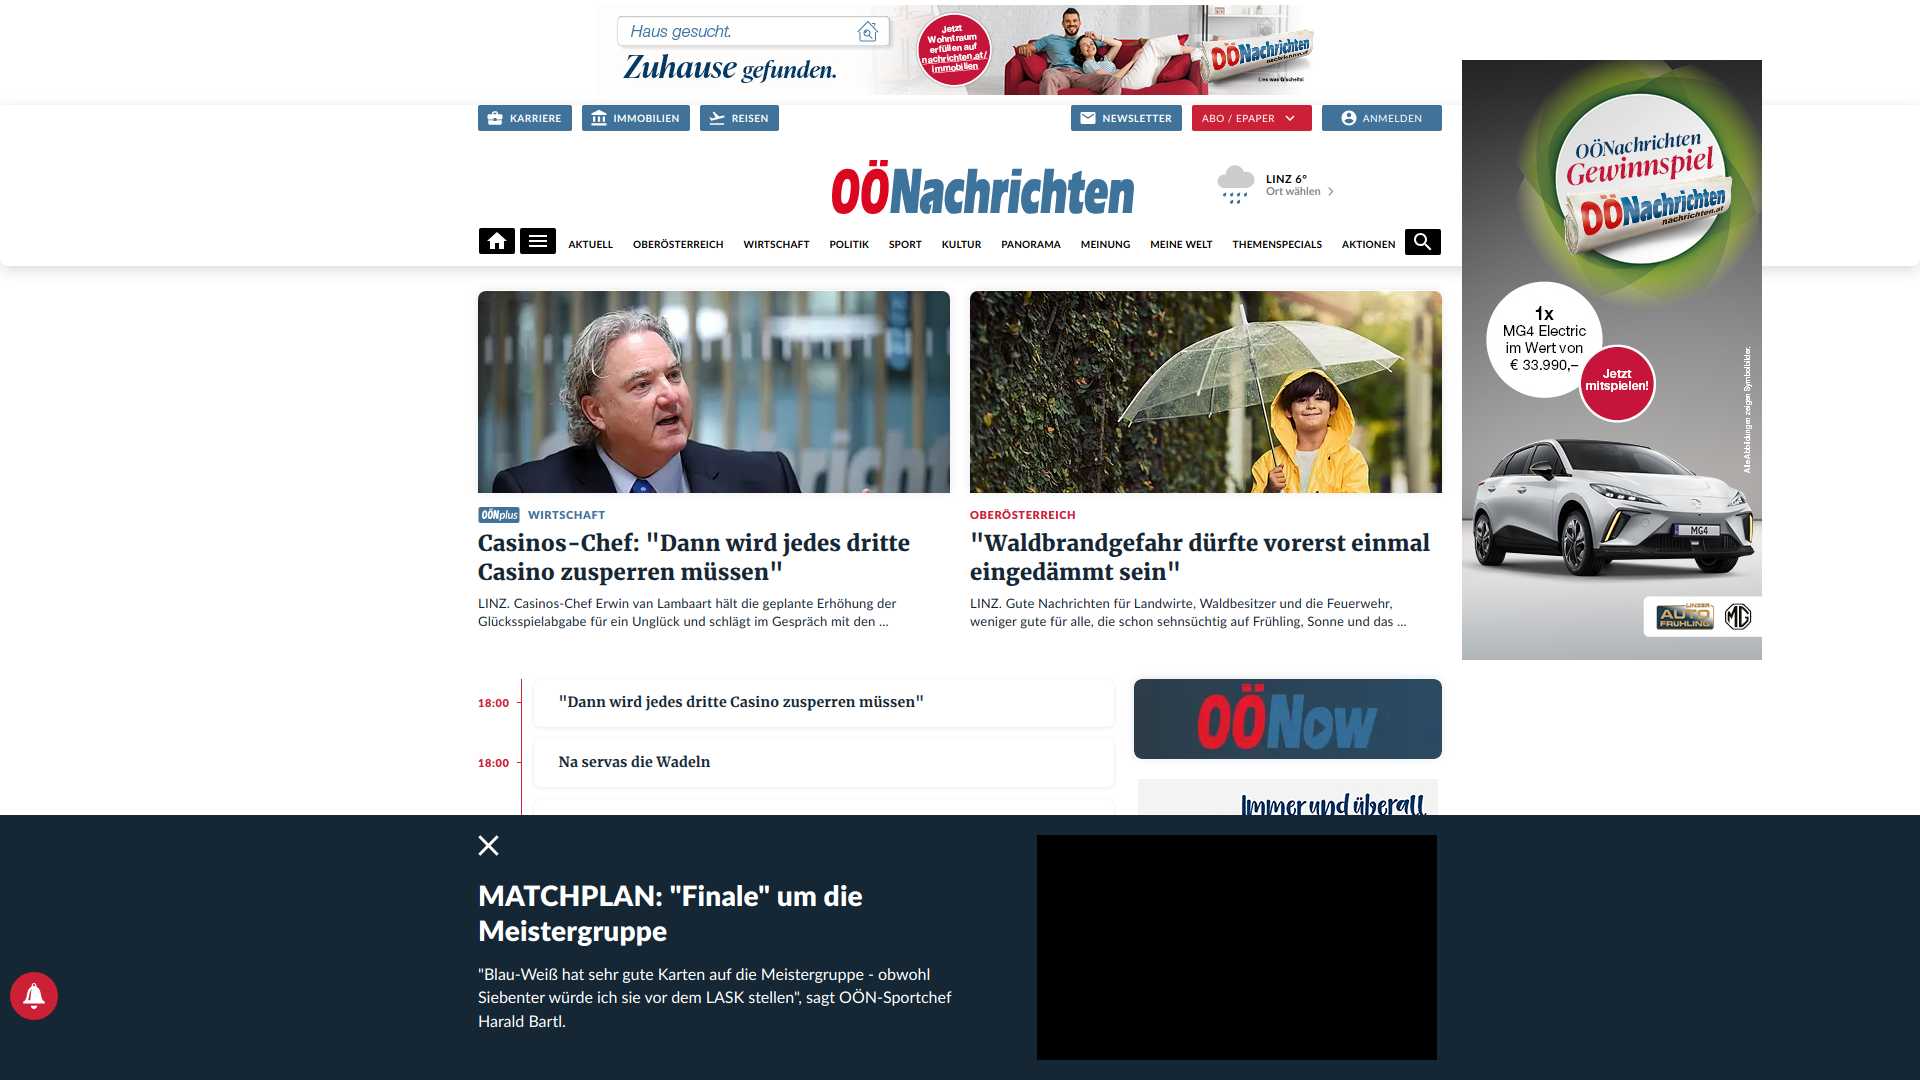 Haus gesucht.
Zuhause gefunden.
Jetzt
Wohntraum
erfüllen auf
nachrichten.at/
immobilien
OÖNachrichten
nachrichten.at
Lies was G'scheits!
KARRIERE
IMMOBILIEN
REISEN
NEWSLETTER
ABO / EPAPER
ANMELDEN
OÖNachrichten
LINZ 6°
Ort wählen
AKTUELL
OBERÖSTERREICH
WIRTSCHAFT
POLITIK
SPORT
KULTUR
PANORAMA
MEINUNG
MEINE WELT
THEMENSPECIALS
AKTIONEN
OÖNplus WIRTSCHAFT
Casinos-Chef: "Dann wird jedes dritte
Casino zusperren müssen"
LINZ. Casinos-Chef Erwin van Lambaart hält die geplante Erhöhung der
Glücksspielabgabe für ein Unglück und schlägt im Gespräch mit den ...
OBERÖSTERREICH
"Waldbrandgefahr dürfte vorerst einmal
eingedämmt sein"
LINZ. Gute Nachrichten für Landwirte, Waldbesitzer und die Feuerwehr,
weniger gute für alle, die schon sehnsüchtig auf Frühling, Sonne und das ...
OÖNachrichten
Gewinnspiel
OÖNachrichten
nachrichten.at
1x
MG4 Electric
im Wert von
€ 33.990,–
Jetzt
mitspielen!
Alle Abbildungen zeigen Symbolbilder.
MG4
LINZER
AUTO
FRÜHLING
MG
18:00
"Dann wird jedes dritte Casino zusperren müssen"
18:00
Na servas die Wadeln
OÖNow
Immer und überall
MATCHPLAN: "Finale" um die
Meistergruppe
"Blau-Weiß hat sehr gute Karten auf die Meistergruppe - obwohl
Siebenter würde ich sie vor dem LASK stellen", sagt OÖN-Sportchef
Harald Bartl.